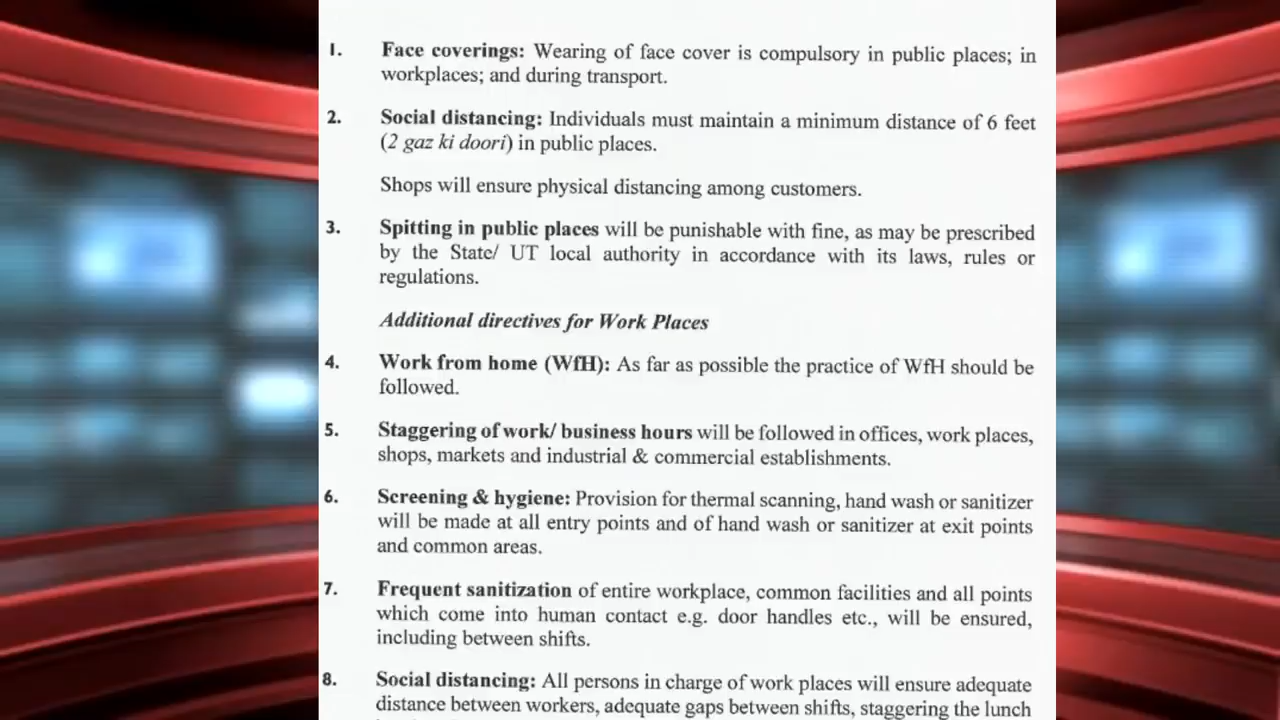 1. Face coverings: Wearing of face cover is compulsory in public places; in
workplaces; and during transport.
2. Social distancing: Individuals must maintain a minimum distance of 6 feet
(2 gaz ki doori) in public places.
Shops will ensure physical distancing among customers.
3. Spitting in public places will be punishable with fine, as may be prescribed
by the State/ UT local authority in accordance with its laws, rules or
regulations.
Additional directives for Work Places
4. Work from home (WfH): As far as possible the practice of WfH should be
followed.
5. Staggering of work/ business hours will be followed in offices, work places,
shops, markets and industrial & commercial establishments.
6. Screening & hygiene: Provision for thermal scanning, hand wash or sanitizer
will be made at all entry points and of hand wash or sanitizer at exit points
and common areas.
7. Frequent sanitization of entire workplace, common facilities and all points
which come into human contact e.g. door handles etc., will be ensured,
including between shifts.
8. Social distancing: All persons in charge of work places will ensure adequate
distance between workers, adequate gaps between shifts, staggering the lunch